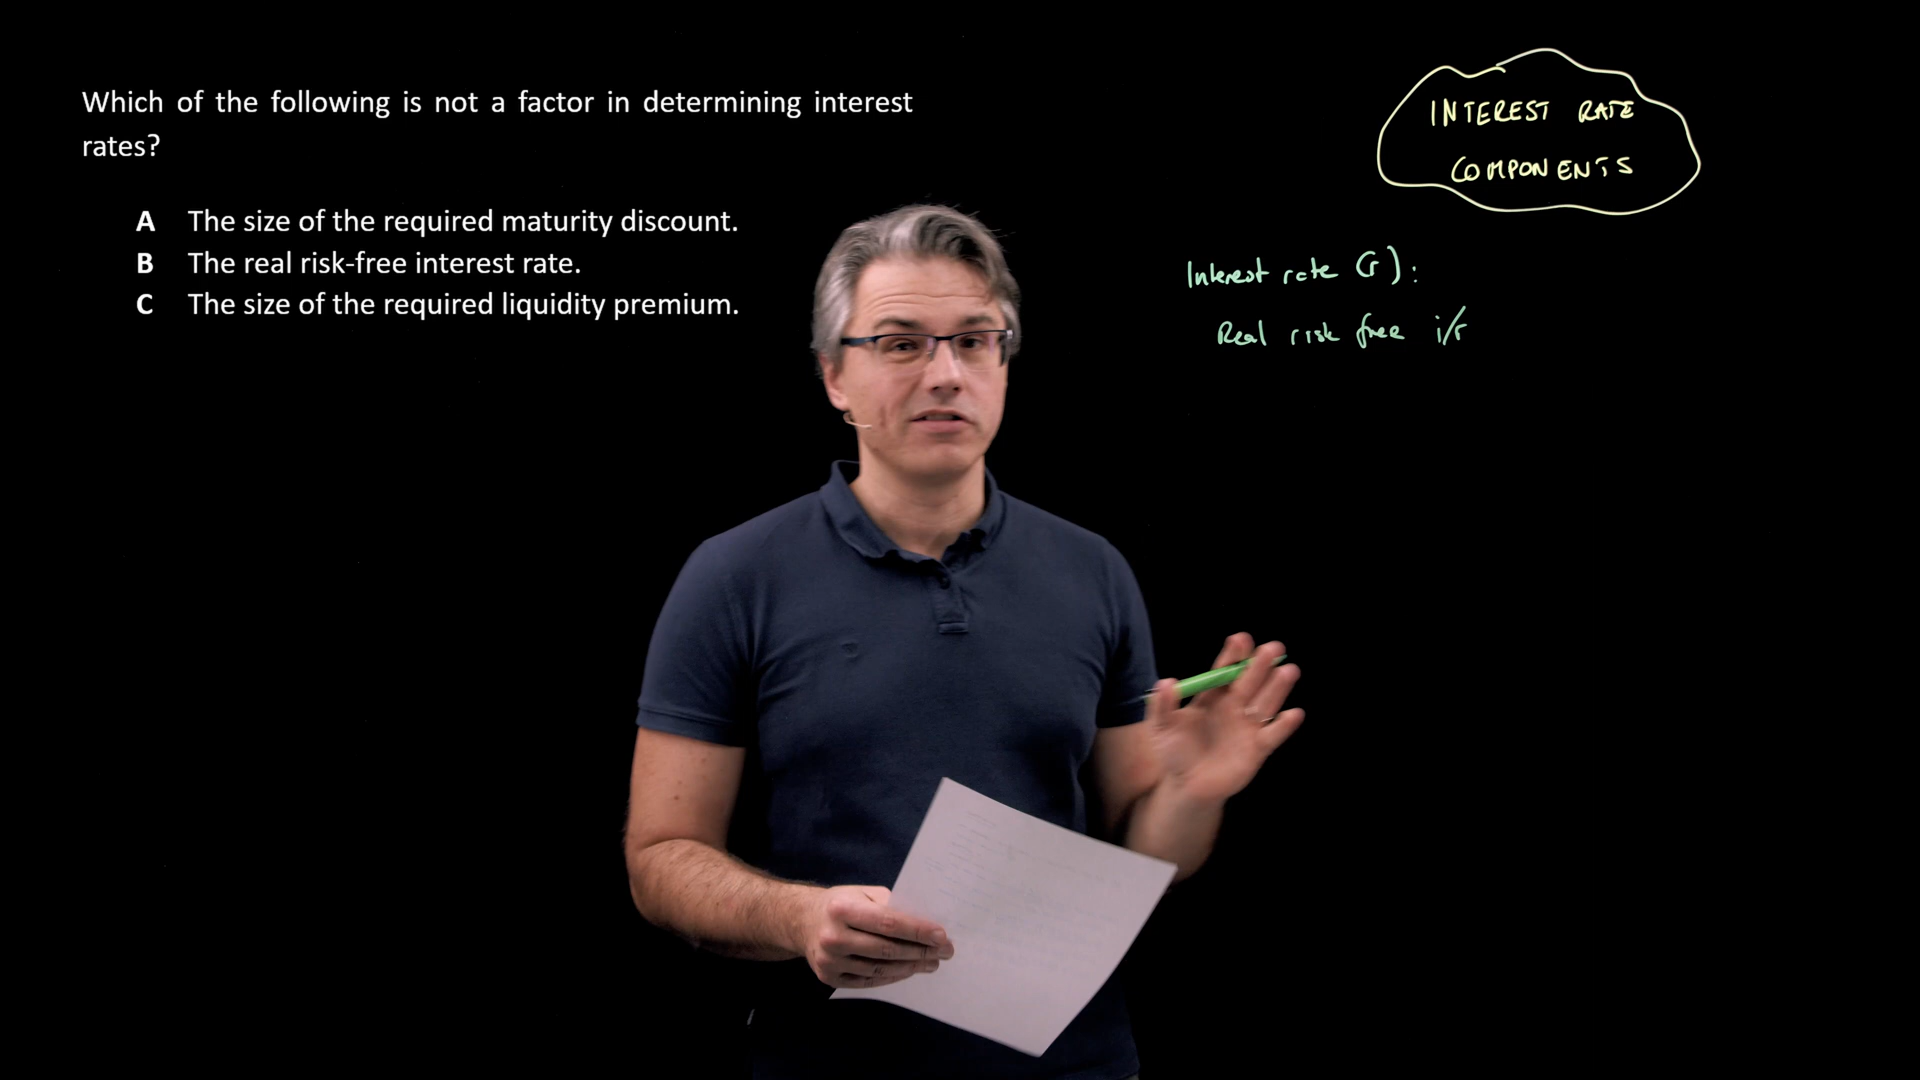 Which of the following is not a factor in determining interest
rates?
A The size of the required maturity discount.
B The real risk-free interest rate.
C The size of the required liquidity premium.
INTEREST RATE
COMPONENTS
Interest rate (r):
Real risk free i/r